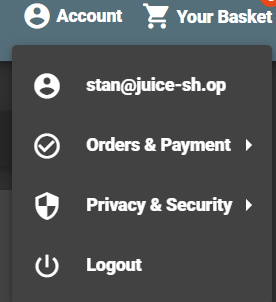 Account Your Basket
stan@juice-sh.op
Orders & Payment
Privacy & Security
Logout